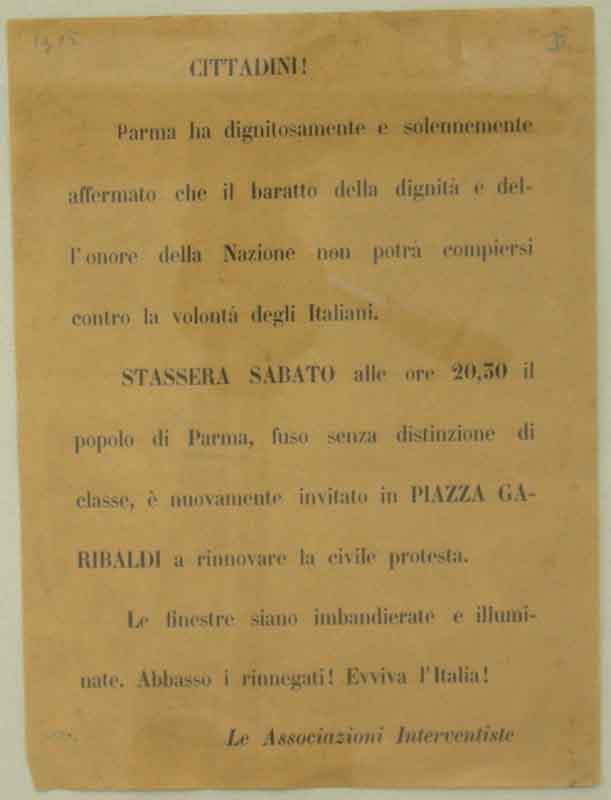 1915
CITTADINI!
Parma ha dignitosamente e solennemente
affermato che il baratto della dignità e del-
l'onore della Nazione non potrà compiersi
contro la volontá degli Italiani.
STASSERA SABATO alle ore 20,30 il
popolo di Parma, fuso senza distinzione di
classe, è nuovamente invitato in PIAZZA GA-
RIBALDI a rinnovare la civile protesta.
Le finestre siano imbandierate e illumi-
nate. Abbasso i rinnegati! Evviva l'Italia!
Le Associazioni Interventiste